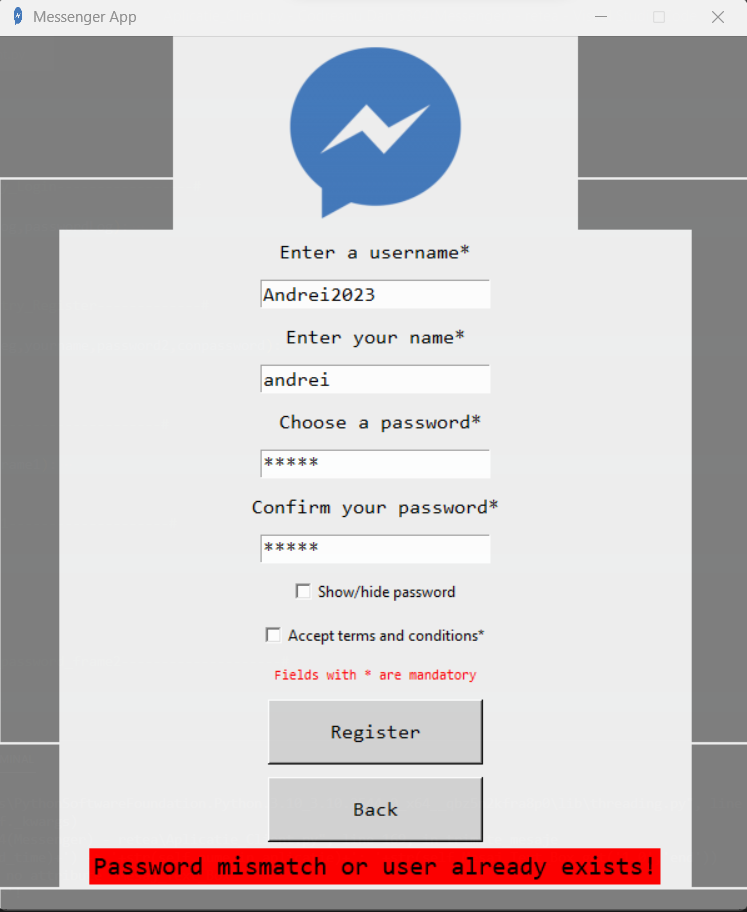 Messenger App
Enter a username*
Andrei2023
Enter your name*
andrei
Choose a password*
*****
Confirm your password*
*****
Show/hide password
Accept terms and conditions*
Fields with * are mandatory
Register
Back
Password mismatch or user already exists!